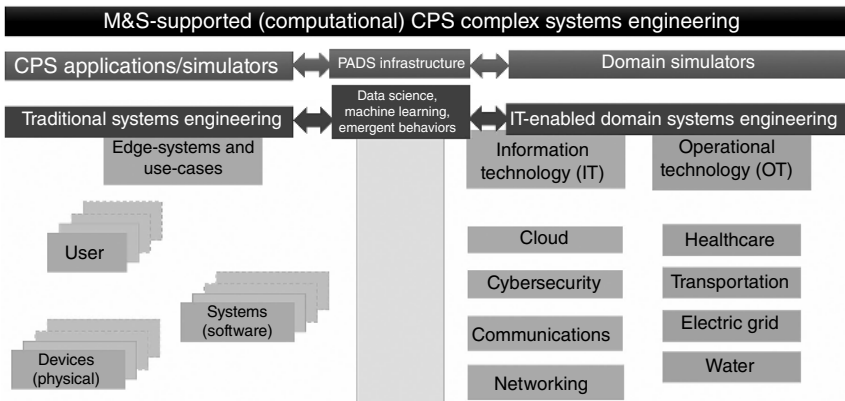 M&S-supported (computational) CPS complex systems engineering
CPS applications/simulators
PADS infrastructure
Domain simulators
Traditional systems engineering
Data science,
machine learning,
emergent behaviors
IT-enabled domain systems engineering
Edge-systems and
use-cases
Information
technology (IT)
Operational
technology (OT)
User
Systems
(software)
Devices
(physical)
Cloud
Cybersecurity
Communications
Networking
Healthcare
Transportation
Electric grid
Water